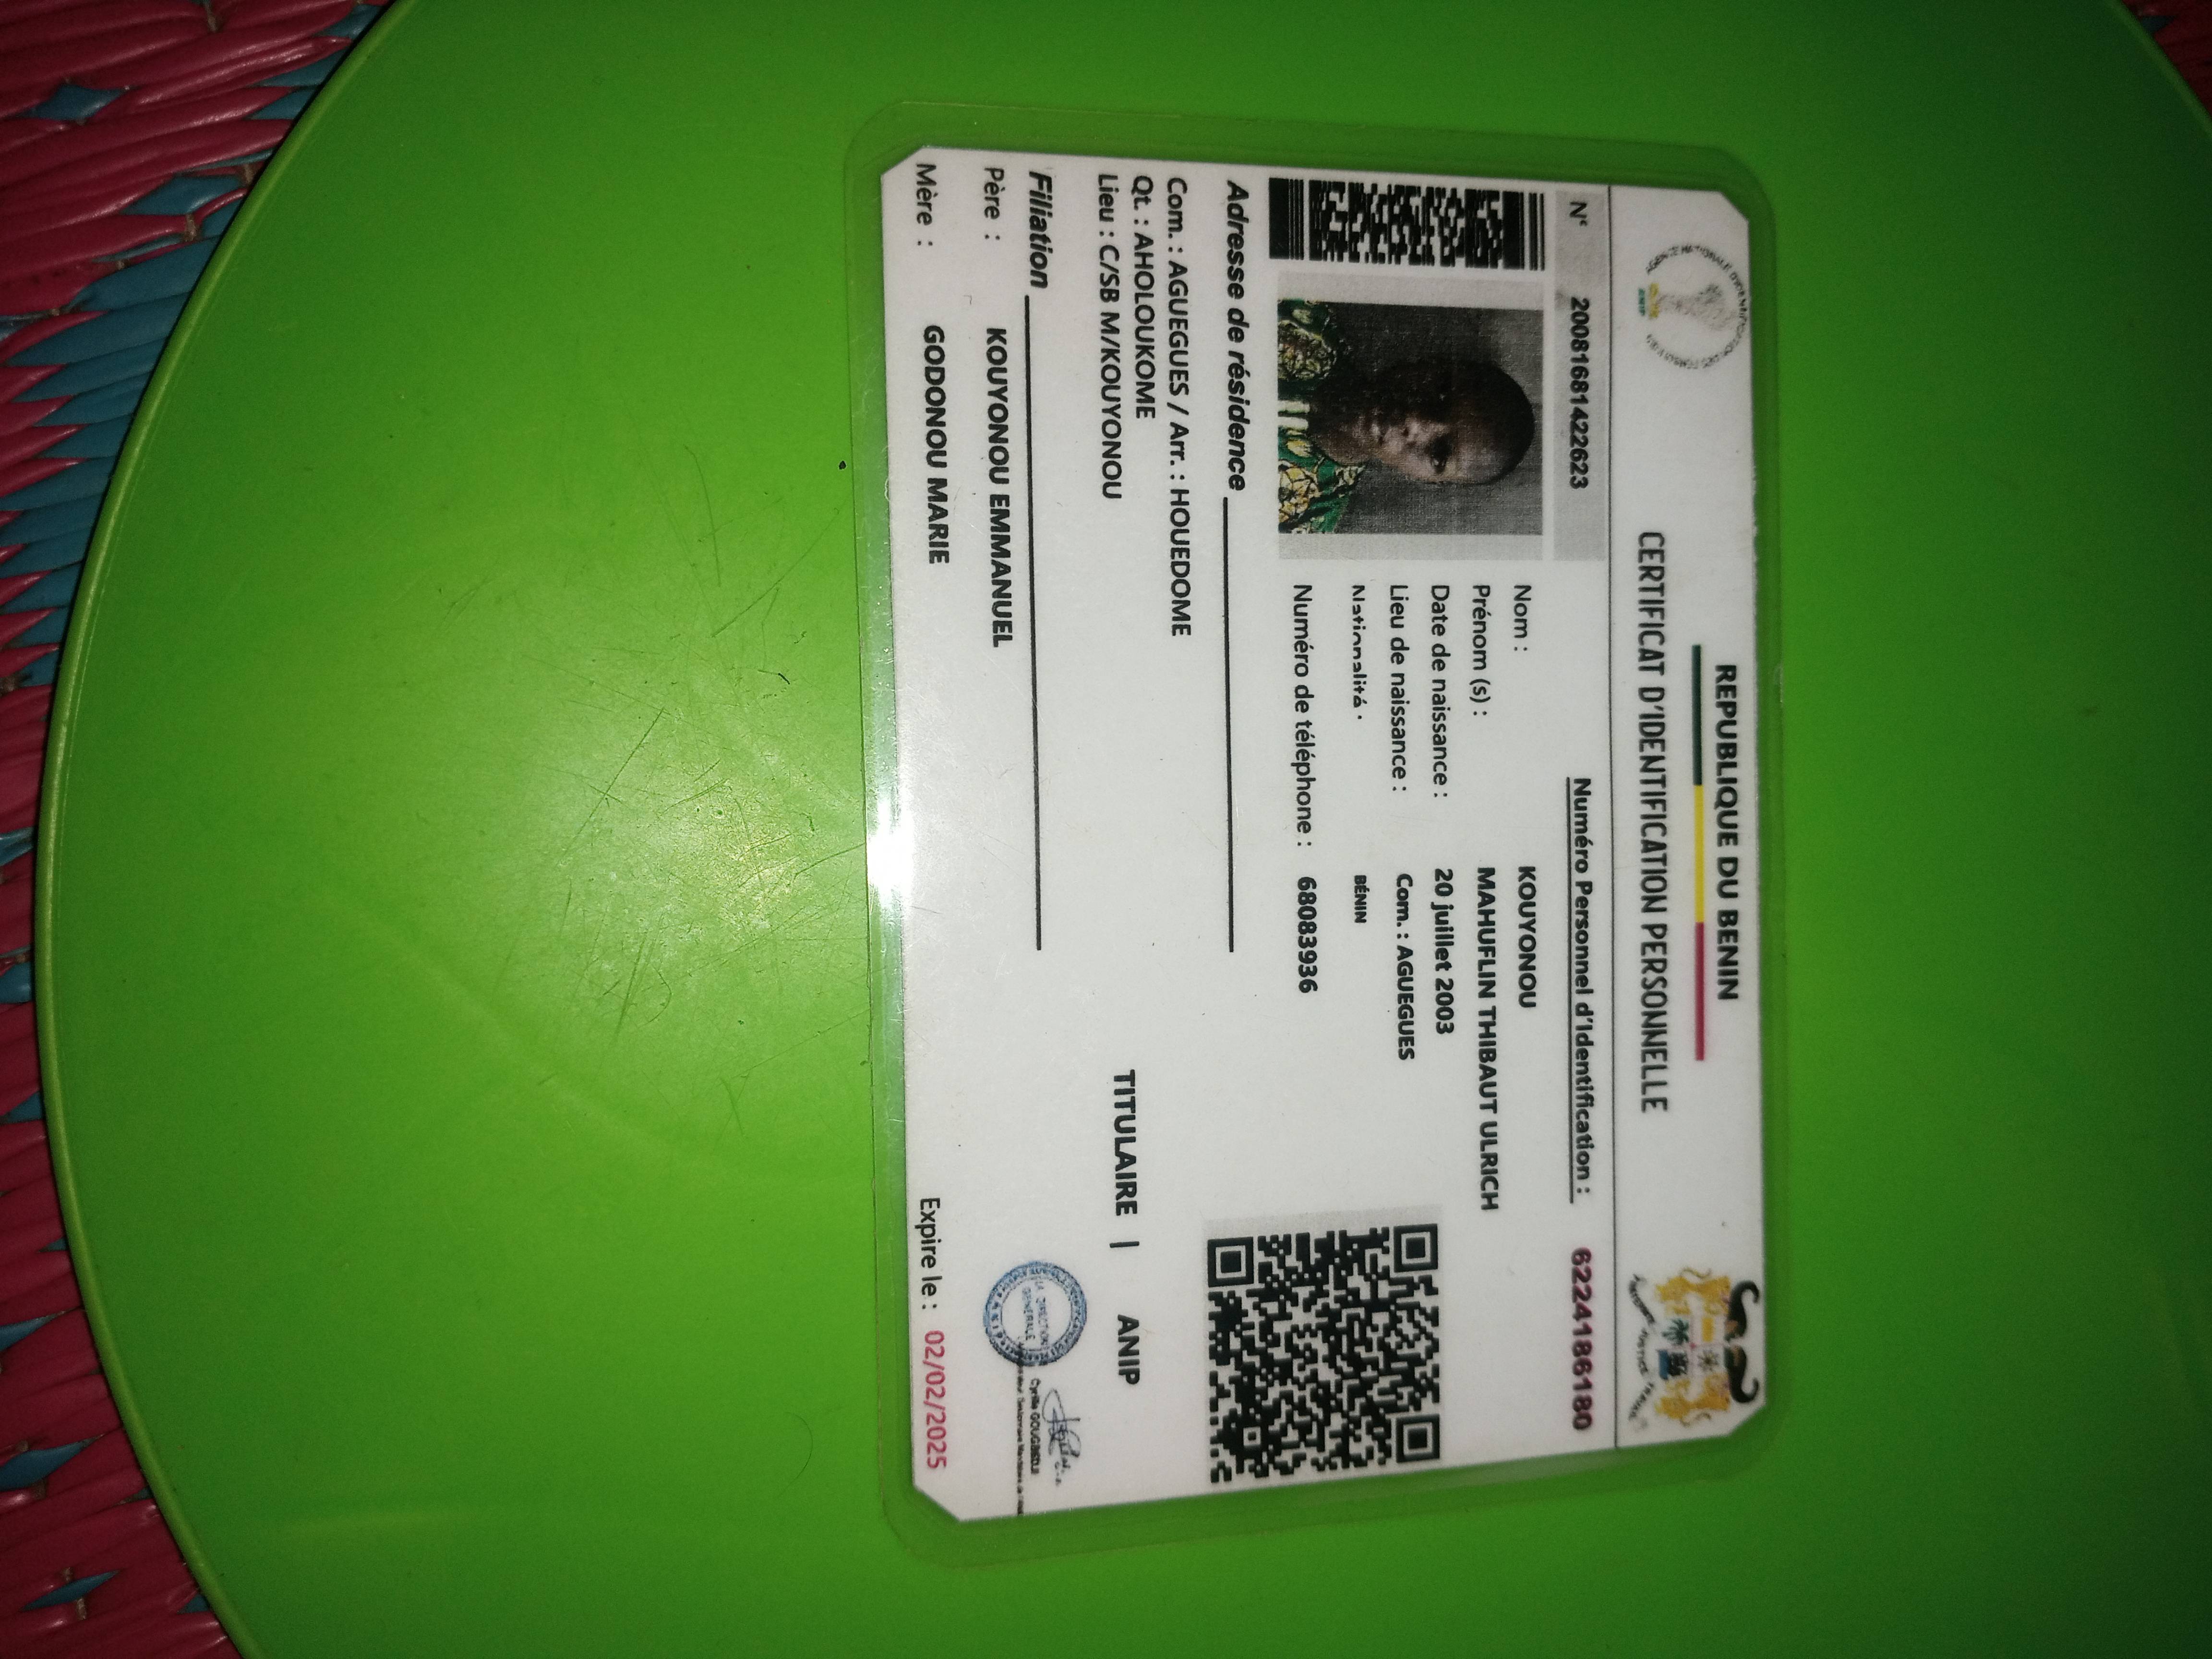 REPUBLIQUE DU BENIN
CERTIFICAT D'IDENTIFICATION PERSONNELLE
AGENCE NATIONALE D'IDENTIFICATION DES
ANIP
N° 20081681422623
Numéro Personnel d'Identification : 6224186180
Nom : KOUYONOU
Prénom (s) : MAHUFLIN THIBAUT ULRICH
Date de naissance : 20 juillet 2003
Lieu de naissance : Com. : AGUEGUES
Nationalité : BÉNIN
Numéro de téléphone : 68083936
Adresse de résidence
Com. : AGUEGUES / Arr. : HOUEDOME
Qt. : AHOLOUKOME
Lieu : C/SB M/KOUYONOU
TITULAIRE | ANIP
Filiation
Père : KOUYONOU EMMANUEL
Mère : GODONOU MARIE
LA DIRECTION
GENERALE
Cyrille GOUGBEDJI
Expire le : 02/02/2025